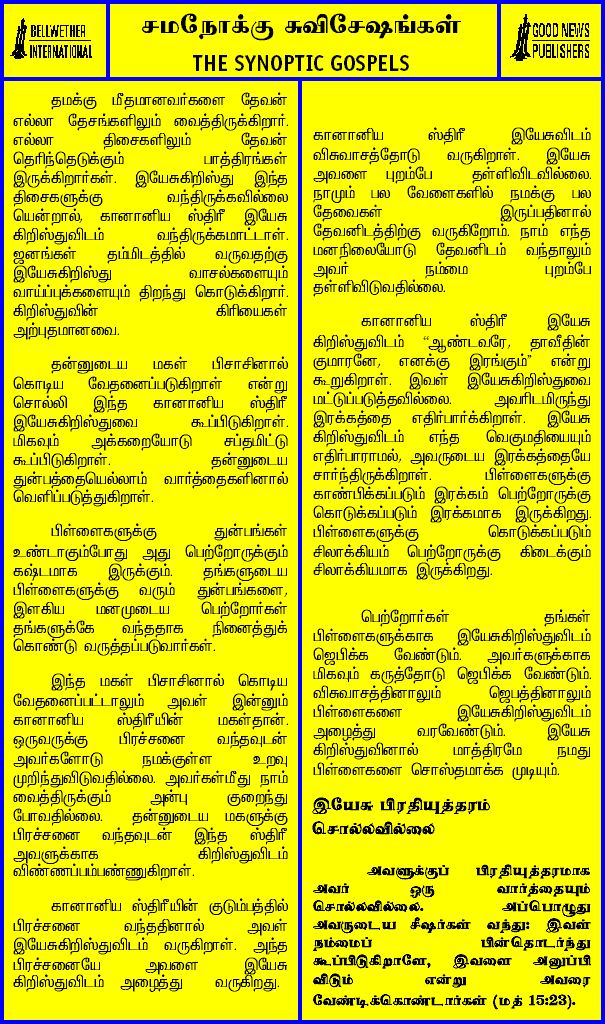 BELLWETHER
INTERNATIONAL
சமநோக்கு சுவிசேஷங்கள்
THE SYNOPTIC GOSPELS
GOOD NEWS
PUBLISHERS
தமக்கு மீதமானவர்களை தேவன்
எல்லா தேசங்களிலும் வைத்திருக்கிறார்.
எல்லா திசைகளிலும் தேவன்
தெரிந்தெடுக்கும் பாத்திரங்கள்
இருக்கிறார்கள். இயேசுகிறிஸ்து இந்த
திசைகளுக்கு வந்திருக்கவில்லை
யென்றால், கானானிய ஸ்திரீ இயேசு
கிறிஸ்துவிடம் வந்திருக்கமாட்டாள்.
ஜனங்கள் தம்மிடத்தில் வருவதற்கு
இயேசுகிறிஸ்து வாசல்களையும்
வாய்ப்புக்களையும் திறந்து கொடுக்கிறார்.
கிறிஸ்துவின் கிரியைகள்
அற்புதமானவை.
தன்னுடைய மகள் பிசாசினால்
கொடிய வேதனைப்படுகிறாள் என்று
சொல்லி இந்த கானானிய ஸ்திரீ
இயேசுகிறிஸ்துவை கூப்பிடுகிறாள்.
மிகவும் அக்கறையோடு சப்தமிட்டு
கூப்பிடுகிறாள். தன்னுடைய
துன்பத்தையெல்லாம் வார்த்தைகளினால்
வெளிப்படுத்துகிறாள்.
பிள்ளைகளுக்கு துன்பங்கள்
உண்டாகும்போது அது பெற்றோருக்கும்
கஷ்டமாக இருக்கும். தங்களுடைய
பிள்ளைகளுக்கு வரும் துன்பங்களை,
இளகிய மனமுடைய பெற்றோர்கள்
தங்களுக்கே வந்ததாக நினைத்துக்
கொண்டு வருத்தப்படுவார்கள்.
இந்த மகள் பிசாசினால் கொடிய
வேதனைப்பட்டாலும் அவள் இன்னும்
கானானிய ஸ்திரீயின் மகள்தான்.
ஒருவருக்கு பிரச்சனை வந்தவுடன்
அவர்களோடு நமக்குள்ள உறவு
முறிந்துவிடுவதில்லை. அவர்கள்மீது நாம்
வைத்திருக்கும் அன்பு குறைந்து
போவதில்லை. தன்னுடைய மகளுக்கு
பிரச்சனை வந்தவுடன் இந்த ஸ்திரீ
அவளுக்காக கிறிஸ்துவிடம்
விண்ணப்பம்பண்ணுகிறாள்.
கானானிய ஸ்திரீயின் குடும்பத்தில்
பிரச்சனை வந்ததினால் அவள்
இயேசுகிறிஸ்துவிடம் வருகிறாள். அந்த
பிரச்சனையே அவளை இயேசு
கிறிஸ்துவிடம் அழைத்து வருகிறது.
கானானிய ஸ்திரீ இயேசுவிடம்
விசுவாசத்தோடு வருகிறாள். இயேசு
அவளை புறம்பே தள்ளிவிடவில்லை.
நாமும் பல வேளைகளில் நமக்கு பல
தேவைகள் இருப்பதினால்
தேவனிடத்திற்கு வருகிறோம். நாம் எந்த
மனநிலையோடு தேவனிடம் வந்தாலும்
அவர் நம்மை புறம்பே
தள்ளிவிடுவதில்லை.
கானானிய ஸ்திரீ இயேசு
கிறிஸ்துவிடம் “ஆண்டவரே, தாவீதின்
குமாரனே, எனக்கு இரங்கும்” என்று
கூறுகிறாள். இவள் இயேசுகிறிஸ்துவை
மட்டுப்படுத்தவில்லை. அவரிடமிருந்து
இரக்கத்தை எதிர்பார்க்கிறாள். இயேசு
கிறிஸ்துவிடம் எந்த வெகுமதியையும்
எதிர்பாராமல், அவருடைய இரக்கத்தையே
சார்ந்திருக்கிறாள். பிள்ளைகளுக்கு
காண்பிக்கப்படும் இரக்கம் பெற்றோருக்கு
கொடுக்கப்படும் இரக்கமாக இருக்கிறது.
பிள்ளைகளுக்கு கொடுக்கப்படும்
சிலாக்கியம் பெற்றோருக்கு கிடைக்கும்
சிலாக்கியமாக இருக்கிறது.
பெற்றோர்கள் தங்கள்
பிள்ளைகளுக்காக இயேசுகிறிஸ்துவிடம்
ஜெபிக்க வேண்டும். அவர்களுக்காக
மிகவும் கருத்தோடு ஜெபிக்க வேண்டும்.
விசுவாசத்தினாலும் ஜெபத்தினாலும்
பிள்ளைகளை இயேசுகிறிஸ்துவிடம்
அழைத்து வரவேண்டும். இயேசு
கிறிஸ்துவினால் மாத்திரமே நமது
பிள்ளைகளை சொஸ்தமாக்க முடியும்.
இயேசு பிரதியுத்தரம்
சொல்லவில்லை
அவளுக்குப் பிரதியுத்தரமாக
அவர் ஒரு வார்த்தையும்
சொல்லவில்லை. அப்பொழுது
அவருடைய சீஷர்கள் வந்து: இவள்
நம்மைப் பின்தொடர்ந்து
கூப்பிடுகிறாளே, இவளை அனுப்பி
விடும் என்று அவரை
வேண்டிக்கொண்டார்கள் (மத் 15:23).